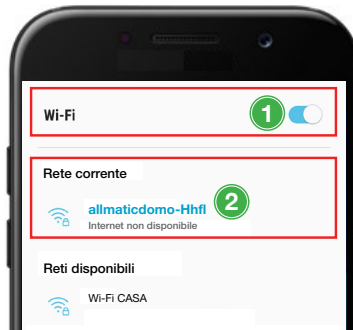 Wi-Fi
1
Rete corrente
allmaticdomo-Hhfl
2
Internet non disponibile
Reti disponibili
Wi-Fi CASA